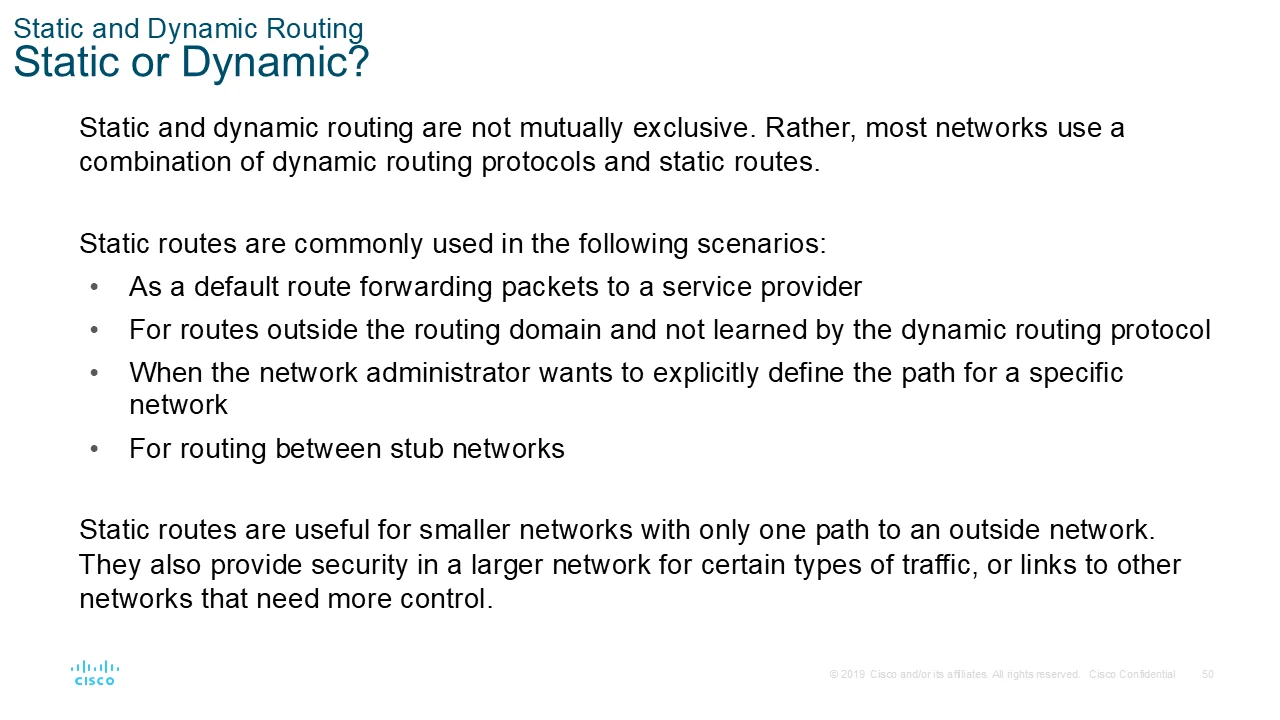 Static and Dynamic Routing
Static or Dynamic?
Static and dynamic routing are not mutually exclusive. Rather, most networks use a
combination of dynamic routing protocols and static routes.
Static routes are commonly used in the following scenarios:
• As a default route forwarding packets to a service provider
• For routes outside the routing domain and not learned by the dynamic routing protocol
• When the network administrator wants to explicitly define the path for a specific
network
• For routing between stub networks
Static routes are useful for smaller networks with only one path to an outside network.
They also provide security in a larger network for certain types of traffic, or links to other
networks that need more control.
CISCO
© 2019 Cisco and/or its affiliates. All rights reserved. Cisco Confidential 50